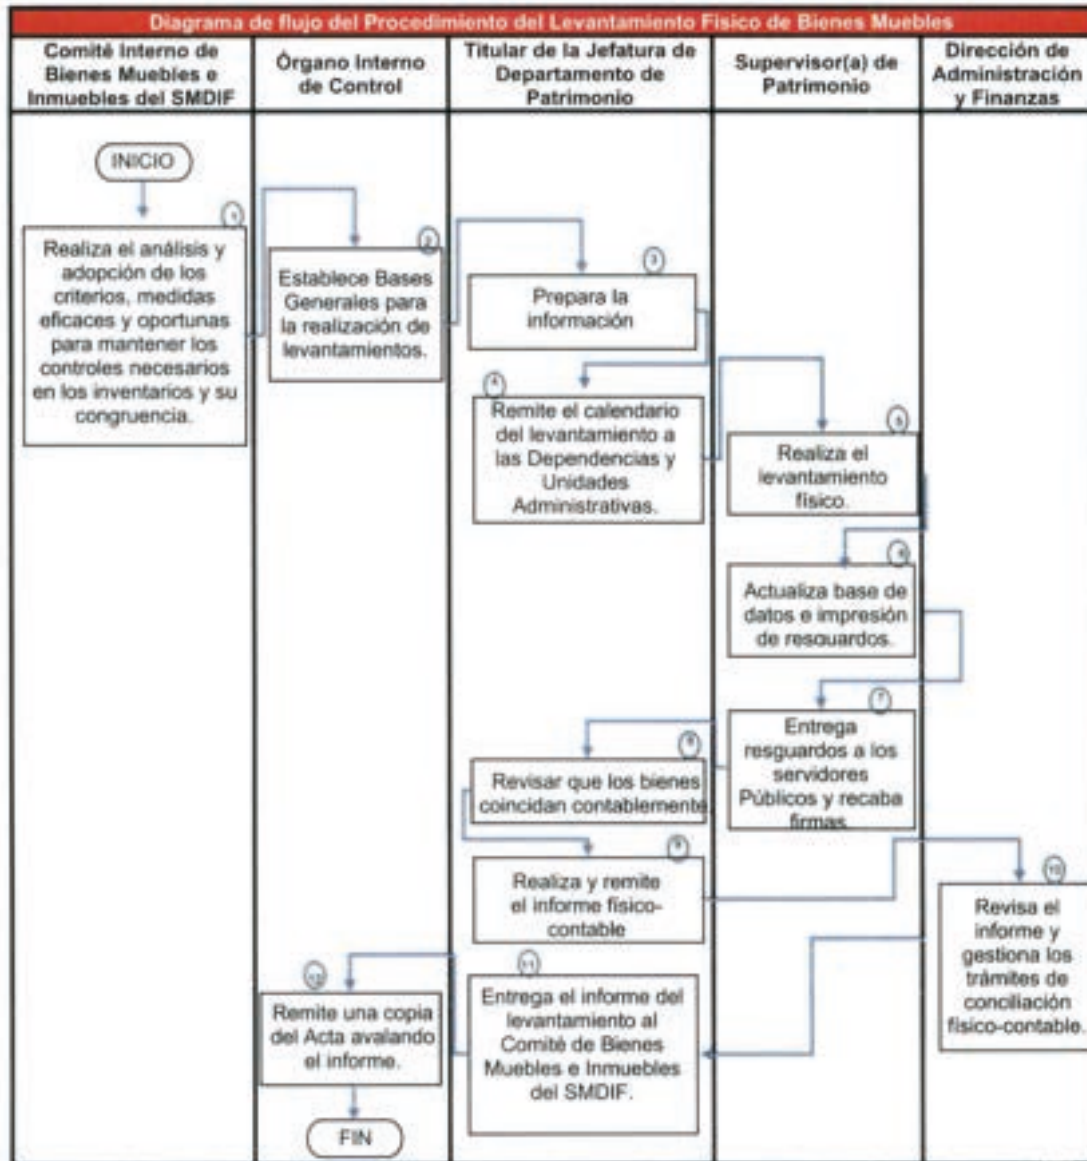 Diagrama de flujo del Procedimiento del Levantamiento Físico de Bienes Muebles
Comité Interno de
Bienes Muebles e
Inmuebles del SMDIF
Órgano Interno
de Control
Titular de la Jefatura de
Departamento de
Patrimonio
Supervisor(a) de
Patrimonio
Dirección de
Administración
y Finanzas
INICIO
1
Realiza el análisis y
adopción de los
criterios, medidas
eficaces y oportunas
para mantener los
controles necesarios
en los inventarios y su
congruencia.
2
Establece Bases
Generales para
la realización de
levantamientos.
3
Prepara la
información
4
Remite el calendario
del levantamiento a
las Dependencias y
Unidades
Administrativas.
5
Realiza el
levantamiento
físico.
Actualiza base de
datos e impresión
de resguardos.
7
Entrega
resguardos a los
servidores
Públicos y recaba
firmas.
Revisar que los bienes
coincidan contablemente
Realiza y remite
el informe físico-
contable
10
Revisa el
informe y
gestiona los
trámites de
conciliación
físico-contable.
11
Entrega el informe del
levantamiento al
Comité de Bienes
Muebles e Inmuebles
del SMDIF.
12
Remite una copia
del Acta avalando
el informe.
FIN